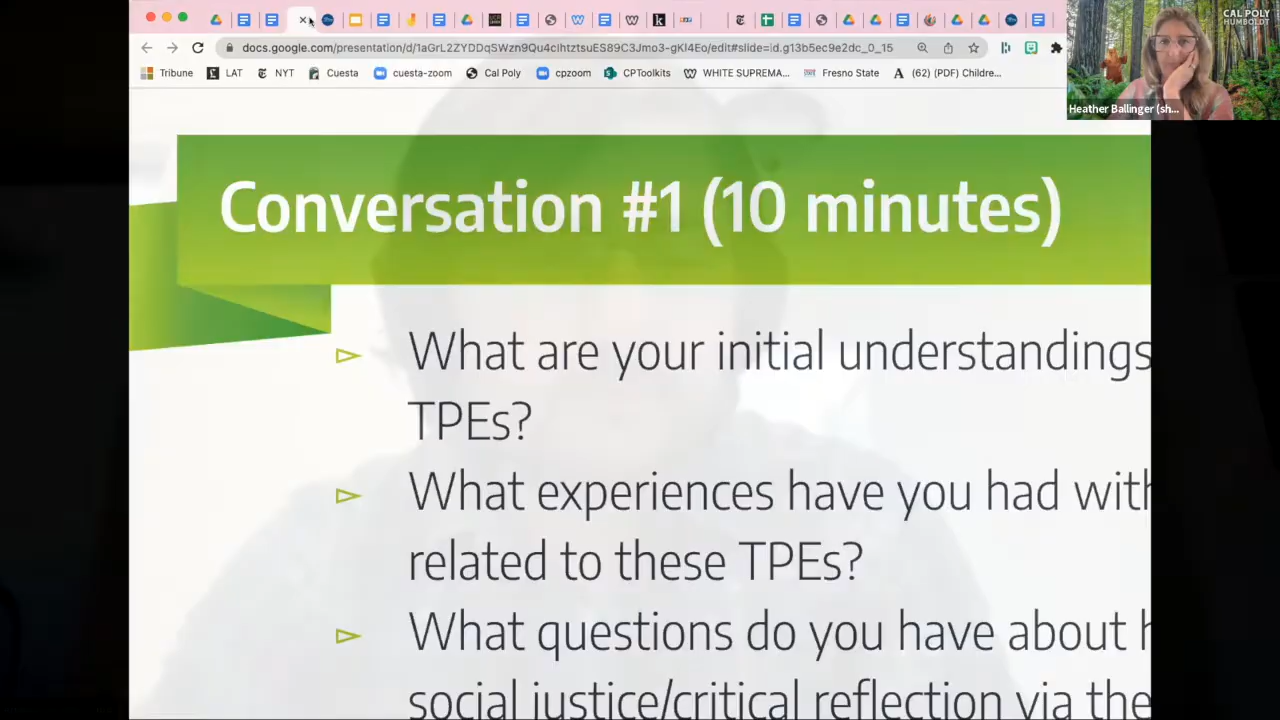 docs.google.com/presentation/d/1aGrL2ZYDDqSWzn9Qu4cIhtztsuES89C3Jmo3-gKI4Eo/edit#slide=id.g13b5ec9e2dc_0_15
Tribune LAT NYT Cuesta cuesta-zoom Cal Poly cpzoom CPToolkits WHITE SUPREMA... Fresno State (62) (PDF) Childre...
CAL POLY
HUMBOLDT
Heather Ballinger (sh...
Conversation #1 (10 minutes)
What are your initial understandings
TPEs?
What experiences have you had with
related to these TPEs?
What questions do you have about h
social justice/critical reflection via the